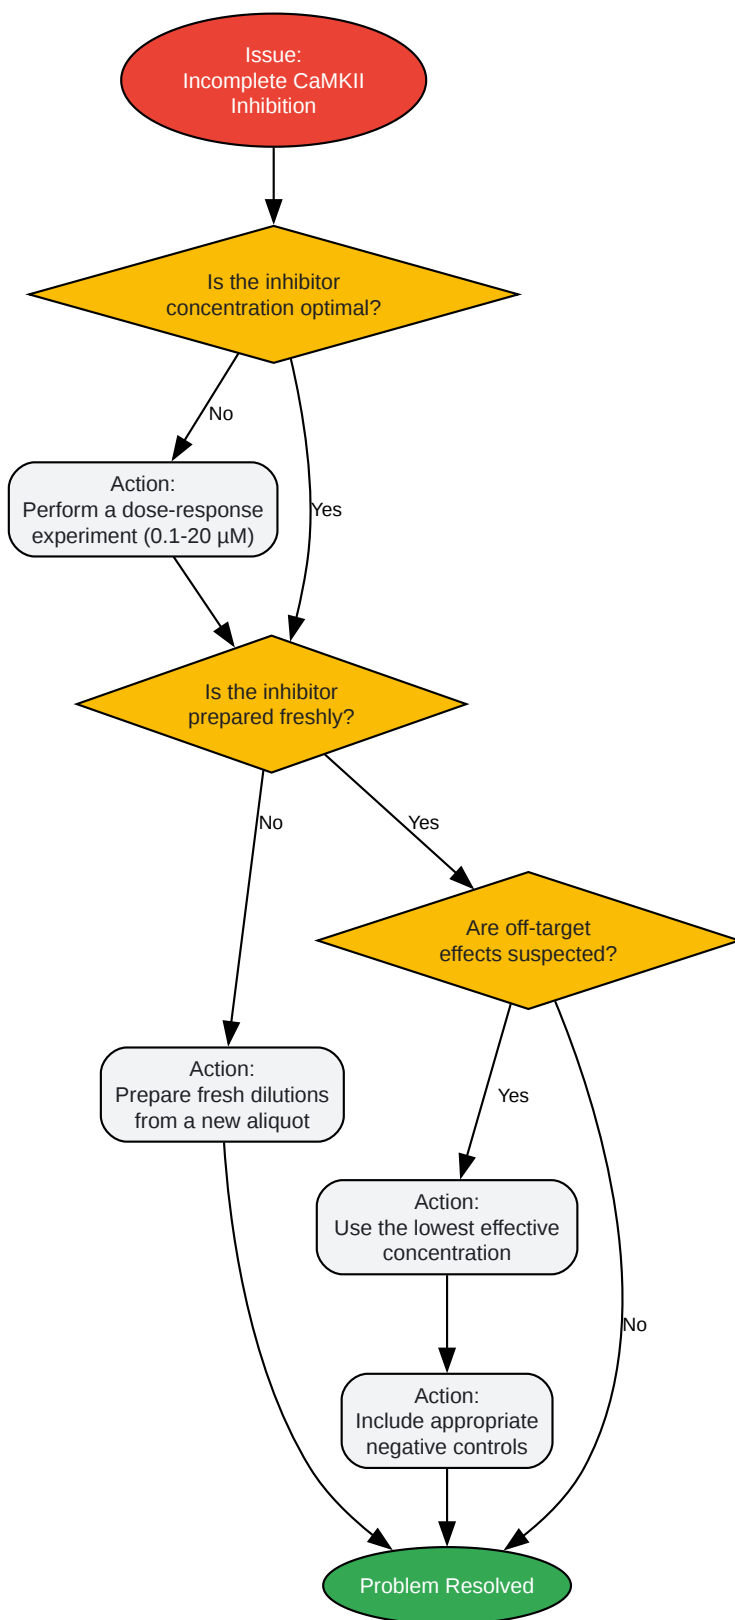 Issue:
Incomplete CaMKII
Inhibition
Is the inhibitor
concentration optimal?
No
Yes
Action:
Perform a dose-response
experiment (0.1-20 µM)
Is the inhibitor
prepared freshly?
No
Yes
Are off-target
effects suspected?
Action:
Prepare fresh dilutions
from a new aliquot
Yes
Action:
Use the lowest effective
concentration
No
Action:
Include appropriate
negative controls
Problem Resolved